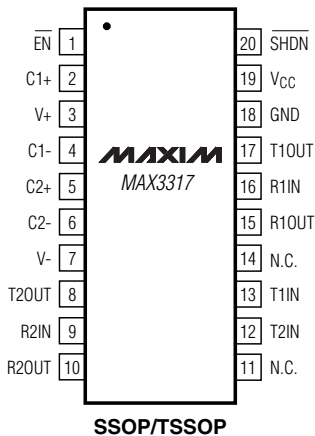 EN 1 20 SHDN
C1+ 2 19 VCC
V+ 3 18 GND
C1- 4 MAXIM 17 T1OUT
C2+ 5 MAX3317 16 R1IN
C2- 6 15 R1OUT
V- 7 14 N.C.
T2OUT 8 13 T1IN
R2IN 9 12 T2IN
R2OUT 10 11 N.C.
SSOP/TSSOP